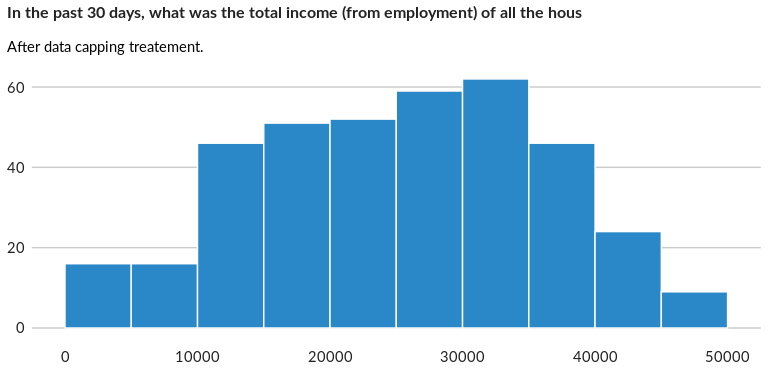 In the past 30 days, what was the total income (from employment) of all the hous
After data capping treatement.
60
40
20
0
0 10000 20000 30000 40000 50000